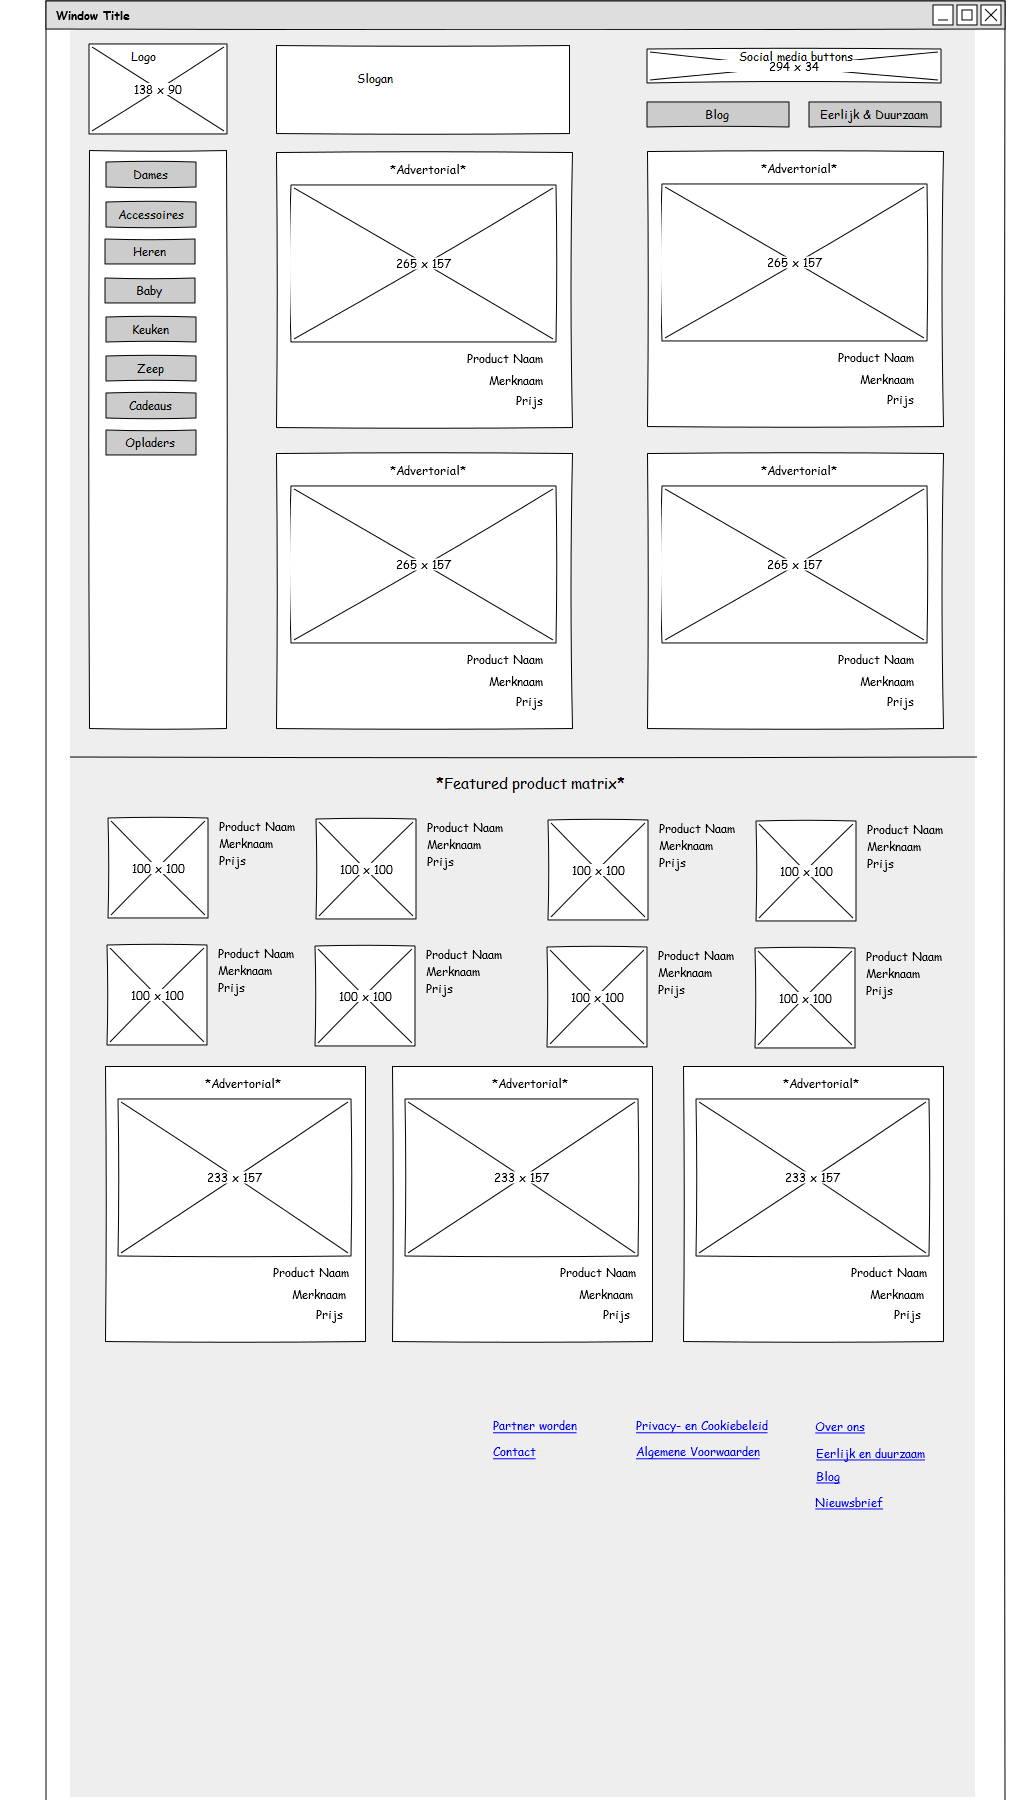 Window Title
Logo
138 x 90
Slogan
Social media buttons
294 x 34
Blog
Eerlijk & Duurzaam
Dames
Accessoires
Heren
Baby
Keuken
Zeep
Cadeaus
Opladers
*Advertorial*
265 x 157
Product Naam
Merknaam
Prijs
*Advertorial*
265 x 157
Product Naam
Merknaam
Prijs
*Advertorial*
265 x 157
Product Naam
Merknaam
Prijs
*Advertorial*
265 x 157
Product Naam
Merknaam
Prijs
*Featured product matrix*
100 x 100
Product Naam
Merknaam
Prijs
100 x 100
Product Naam
Merknaam
Prijs
100 x 100
Product Naam
Merknaam
Prijs
100 x 100
Product Naam
Merknaam
Prijs
100 x 100
Product Naam
Merknaam
Prijs
100 x 100
Product Naam
Merknaam
Prijs
100 x 100
Product Naam
Merknaam
Prijs
100 x 100
Product Naam
Merknaam
Prijs
*Advertorial*
233 x 157
Product Naam
Merknaam
Prijs
*Advertorial*
233 x 157
Product Naam
Merknaam
Prijs
*Advertorial*
233 x 157
Product Naam
Merknaam
Prijs
Partner worden
Contact
Privacy- en Cookiebeleid
Algemene Voorwaarden
Over ons
Eerlijk en duurzaam
Blog
Nieuwsbrief